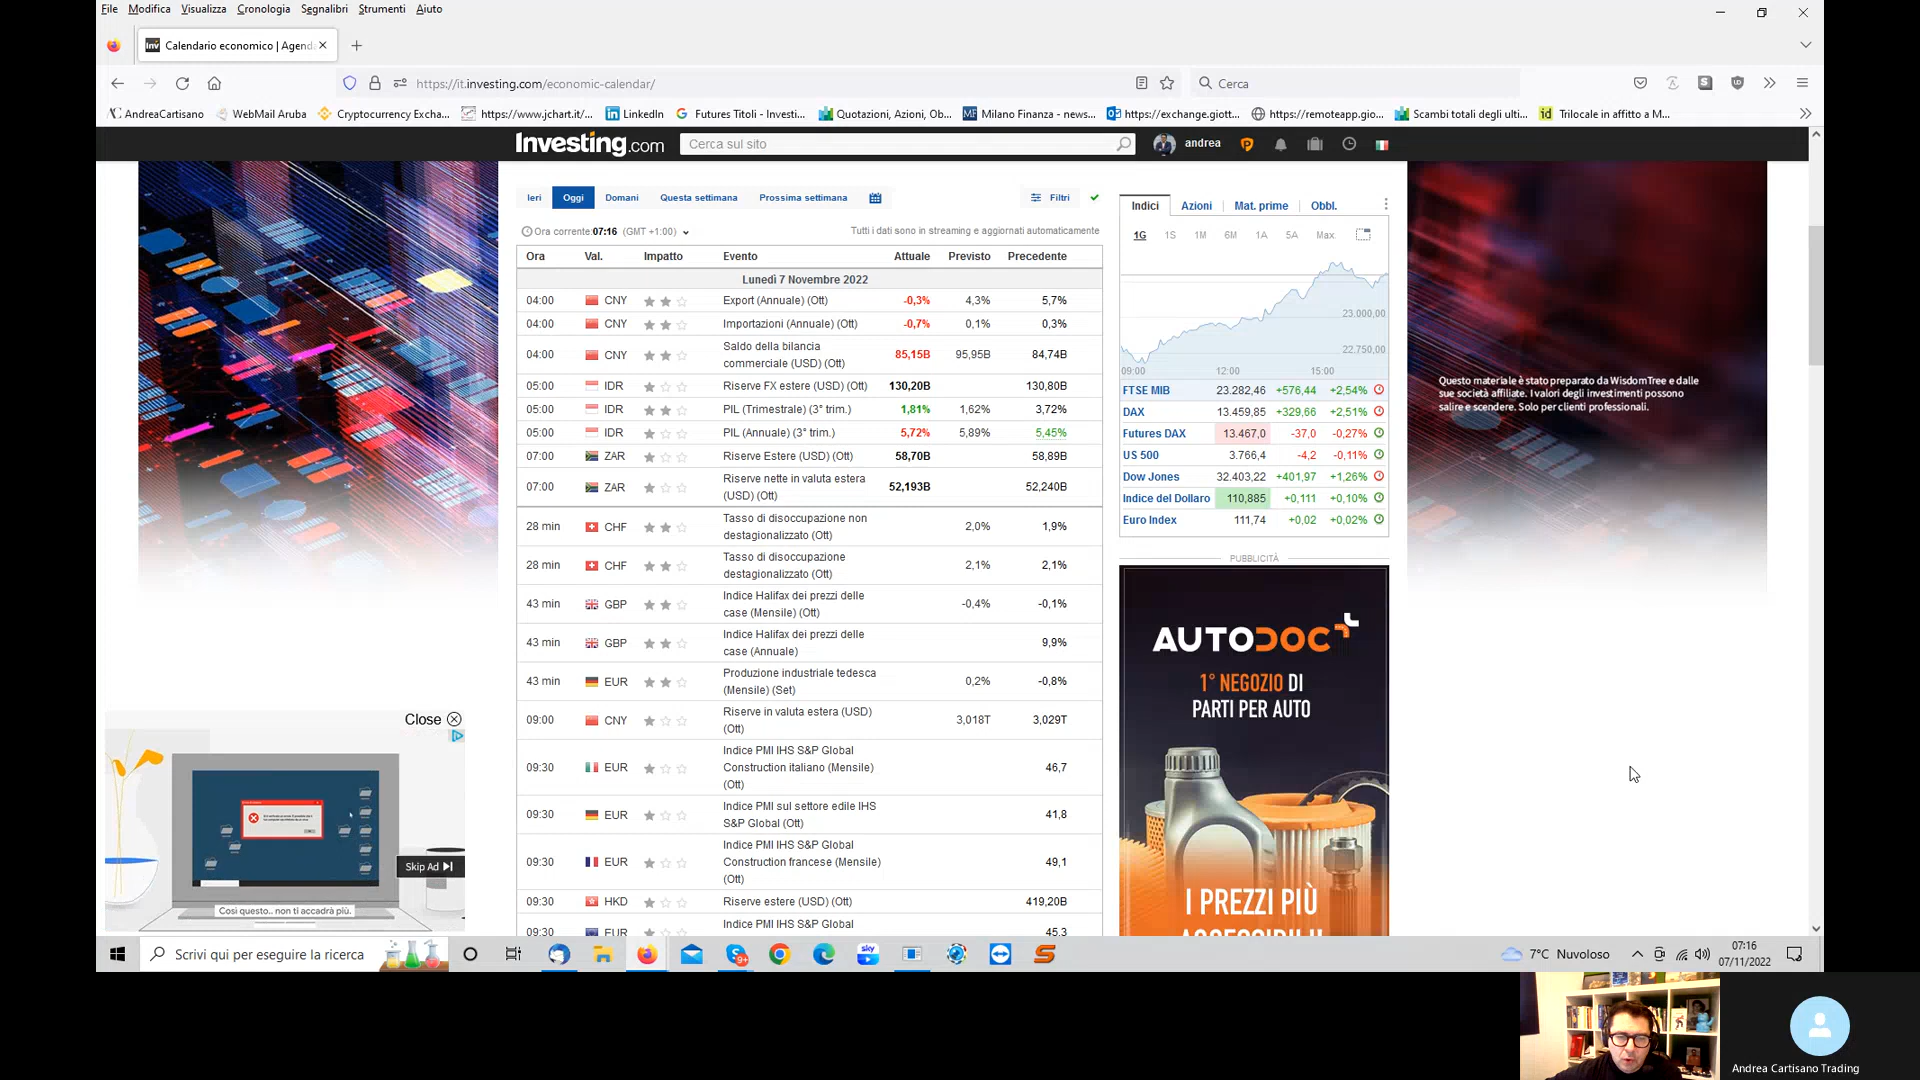 File Modifica Visualizza Cronologia Segnalibri Strumenti Aiuto
Inv Calendario economico | Agend
https://it.investing.com/economic-calendar/
Cerca
AndreaCartisano WebMail Aruba Cryptocurrency Excha... https://www.jchart.it/... LinkedIn Futures Titoli - Investi... Quotazioni, Azioni, Ob... Milano Finanza - news... https://exchange.giott... https://remoteapp.gio... Scambi totali degli ulti... Trilocale in affitto a M...
Investing.com Cerca sul sito andrea
Ieri Oggi Domani Questa settimana Prossima settimana Filtri
Ora corrente:07:16 (GMT +1:00) Tutti i dati sono in streaming e aggiornati automaticamente
Ora Val. Impatto Evento Attuale Previsto Precedente
Lunedì 7 Novembre 2022
04:00 CNY Export (Annuale) (Ott) -0,3% 4,3% 5,7%
04:00 CNY Importazioni (Annuale) (Ott) -0,7% 0,1% 0,3%
Saldo della bilancia
04:00 CNY commerciale (USD) (Ott) 85,15B 95,95B 84,74B
05:00 IDR Riserve FX estere (USD) (Ott) 130,20B 130,80B
05:00 IDR PIL (Trimestrale) (3° trim.) 1,81% 1,62% 3,72%
05:00 IDR PIL (Annuale) (3° trim.) 5,72% 5,89% 5,45%
07:00 ZAR Riserve Estere (USD) (Ott) 58,70B 58,89B
Riserve nette in valuta estera
07:00 ZAR (USD) (Ott) 52,193B 52,240B
Tasso di disoccupazione non
28 min CHF destagionalizzato (Ott) 2,0% 1,9%
Tasso di disoccupazione
28 min CHF destagionalizzato (Ott) 2,1% 2,1%
Indice Halifax dei prezzi delle
43 min GBP case (Mensile) (Ott) -0,4% -0,1%
Indice Halifax dei prezzi delle
43 min GBP case (Annuale) 9,9%
Produzione industriale tedesca
43 min EUR (Mensile) (Set) 0,2% -0,8%
Riserve in valuta estera (USD)
09:00 CNY (Ott) 3,018T 3,029T
Indice PMI IHS S&P Global
09:30 EUR Construction italiano (Mensile) 46,7
(Ott)
Indice PMI sul settore edile IHS
09:30 EUR S&P Global (Ott) 41,8
Indice PMI IHS S&P Global
09:30 EUR Construction francese (Mensile) 49,1
(Ott)
09:30 HKD Riserve estere (USD) (Ott) 419,20B
Indice PMI IHS S&P Global
09:30 EUR 45,3
Indici Azioni Mat. prime Obbl.
1G 1S 1M 6M 1A 5A Max.
23.000,00
22.750,00
09:00 12:00 15:00
FTSE MIB 23.282,46 +576,44 +2,54%
DAX 13.459,85 +329,66 +2,51%
Futures DAX 13.467,0 -37,0 -0,27%
US 500 3.766,4 -4,2 -0,11%
Dow Jones 32.403,22 +401,97 +1,26%
Indice del Dollaro 110,885 +0,111 +0,10%
Euro Index 111,74 +0,02 +0,02%
PUBBLICITÀ
AUTODOC
1° NEGOZIO DI
PARTI PER AUTO
I PREZZI PIÙ
ACCESSIBILI
Questo materiale è stato preparato da WisdomTree e dalle
sue società affiliate. I valori degli investimenti possono
salire e scendere. Solo per clienti professionali.
Close
Skip Ad
Così questo.. non ti accadrà più.
Scrivi qui per eseguire la ricerca
sky
9+
7°C Nuvoloso
07:16
07/11/2022
Andrea Cartisano Trading